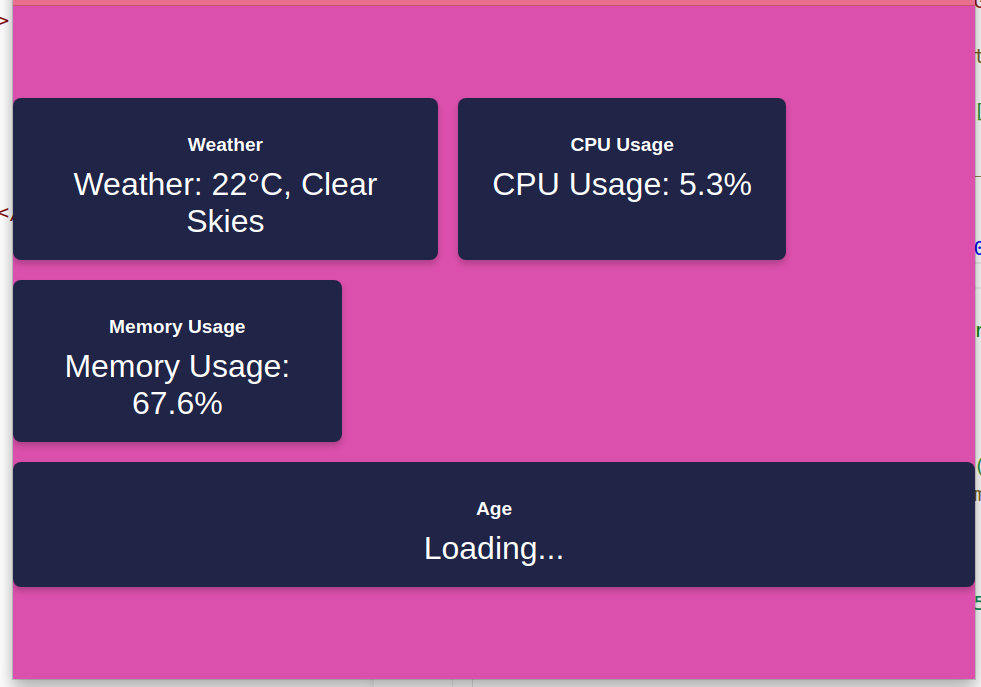 Weather
Weather: 22°C, Clear
Skies
CPU Usage
CPU Usage: 5.3%
Memory Usage
Memory Usage:
67.6%
Age
Loading...